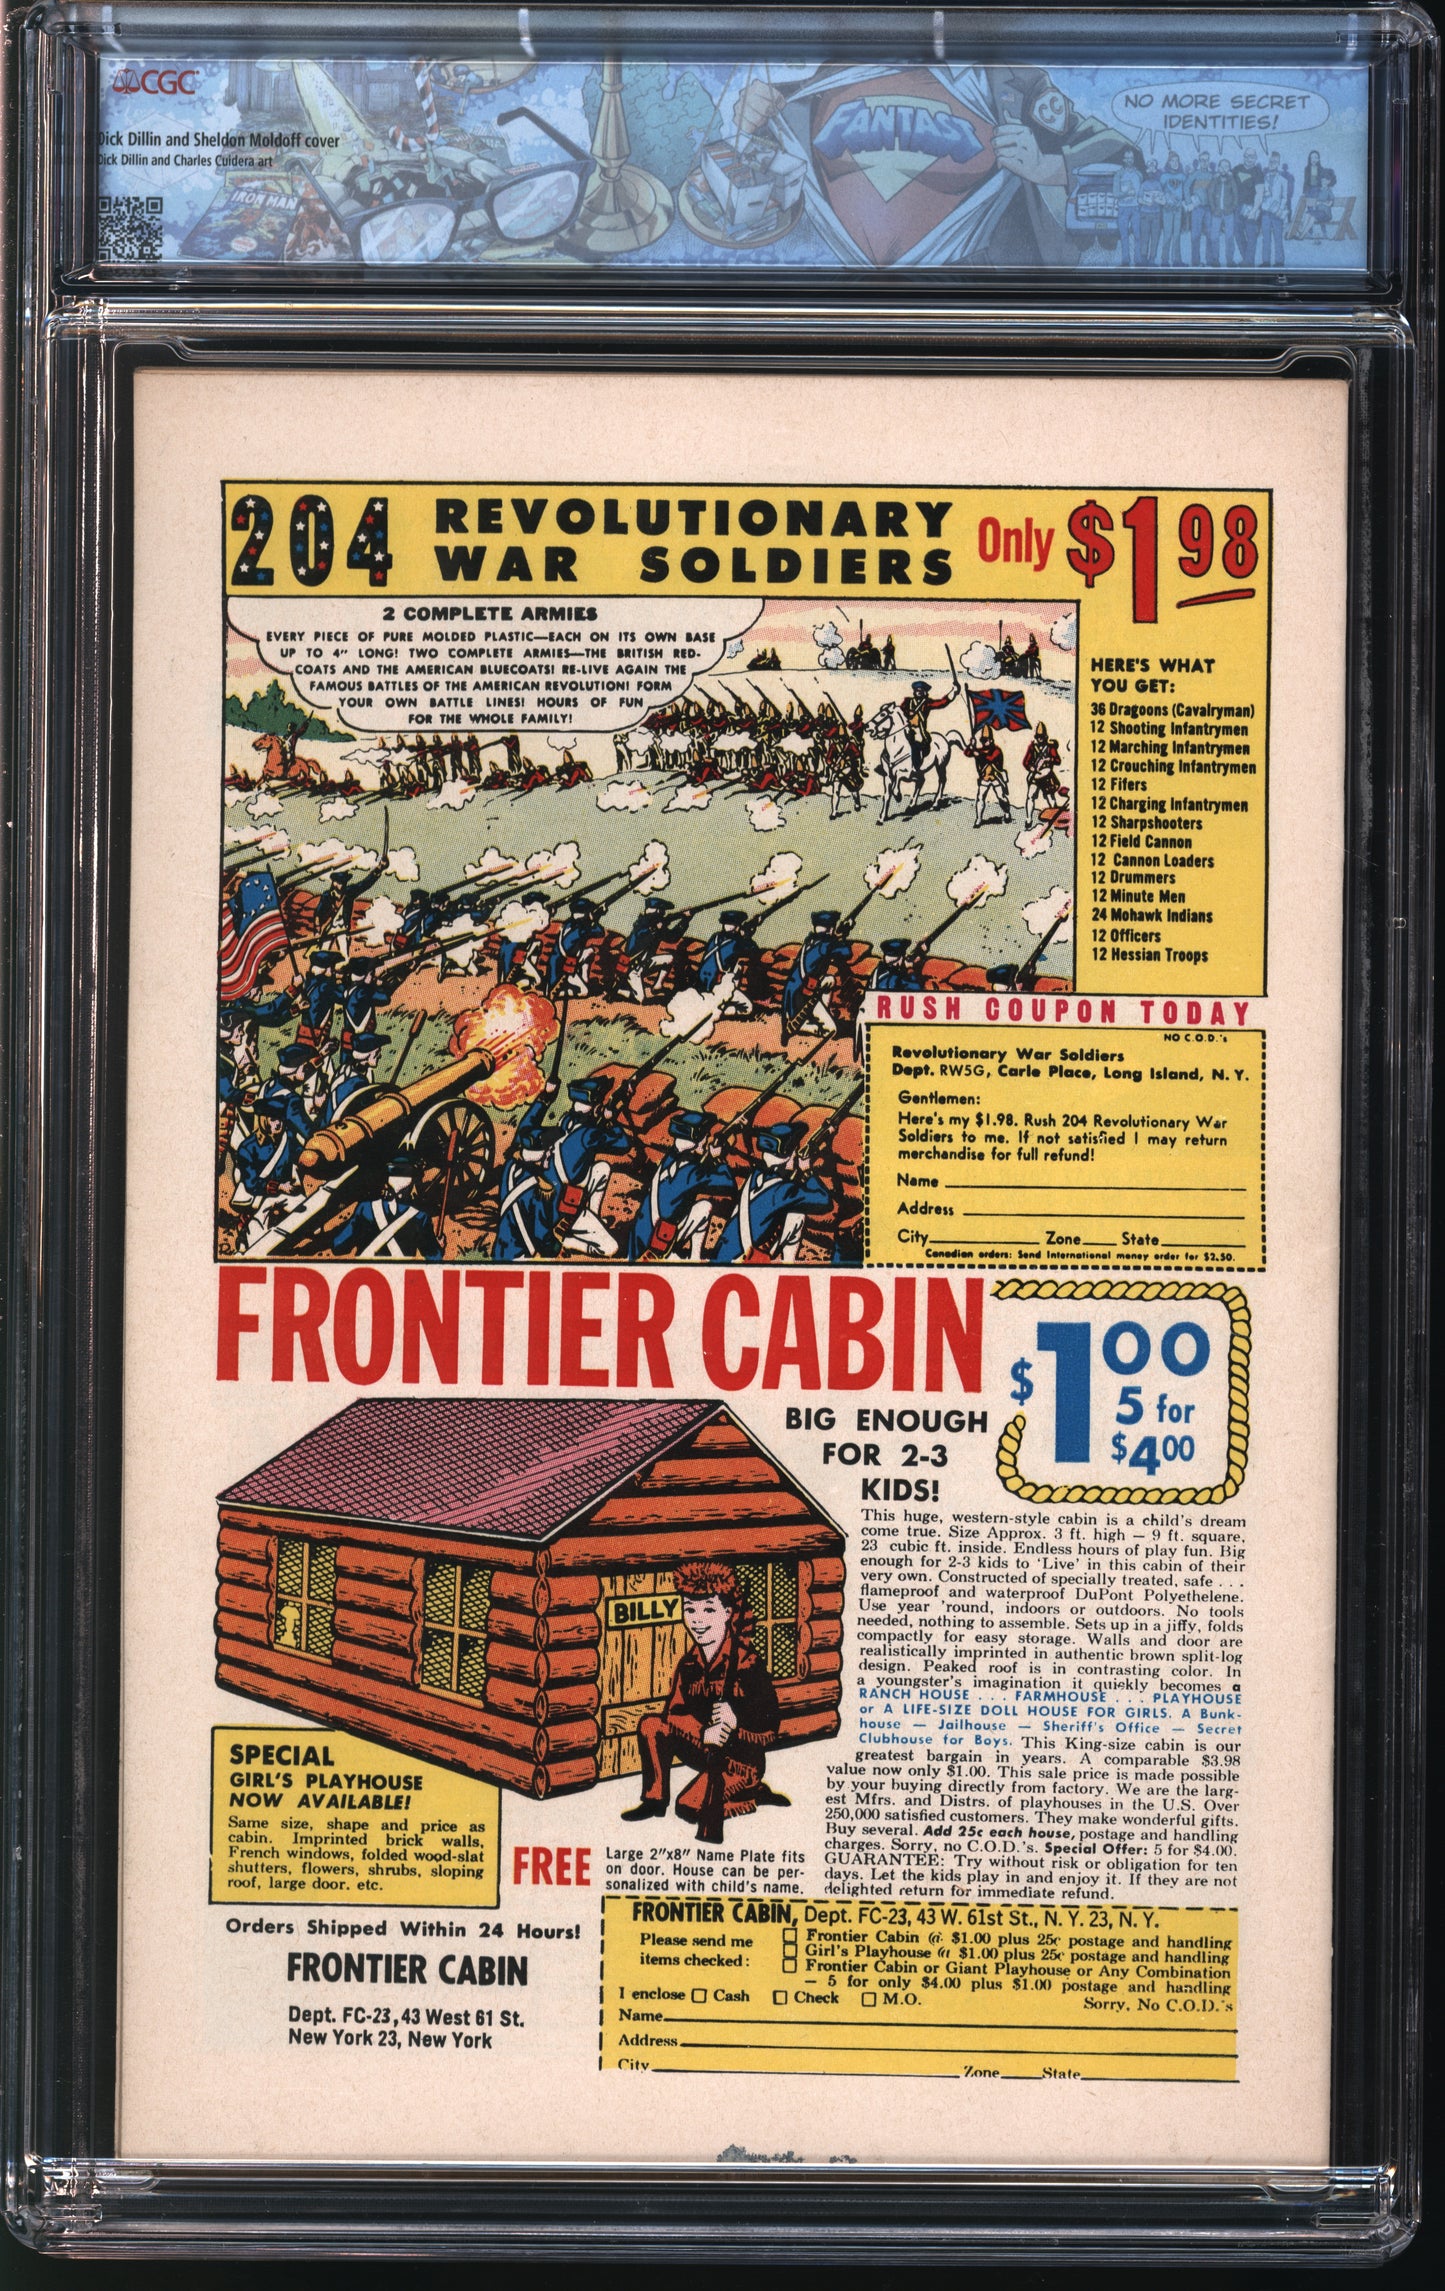 CGC
Dick Dillin and Sheldon Moldoff cover
Dick Dillin and Charles Cuidera art
IRON MAN
FANTAST
CC
NO MORE SECRET
IDENTITIES!
204 REVOLUTIONARY
WAR SOLDIERS
Only $1 98
2 COMPLETE ARMIES
EVERY PIECE OF PURE MOLDED PLASTIC—EACH ON ITS OWN BASE
UP TO 4" LONG! TWO COMPLETE ARMIES—THE BRITISH RED-
COATS AND THE AMERICAN BLUECOATS! RE-LIVE AGAIN THE
FAMOUS BATTLES OF THE AMERICAN REVOLUTION! FORM
YOUR OWN BATTLE LINES! HOURS OF FUN
FOR THE WHOLE FAMILY!
HERE'S WHAT
YOU GET:
36 Dragoons (Cavalryman)
12 Shooting Infantrymen
12 Marching Infantrymen
12 Crouching Infantrymen
12 Fifers
12 Charging Infantrymen
12 Sharpshooters
12 Field Cannon
12 Cannon Loaders
12 Drummers
12 Minute Men
24 Mohawk Indians
12 Officers
12 Hessian Troops
RUSH COUPON TODAY
NO C.O.D.'s
Revolutionary War Soldiers
Dept. RW5G, Carle Place, Long Island, N. Y.
Gentlemen:
Here's my $1.98. Rush 204 Revolutionary War
Soldiers to me. If not satisfied I may return
merchandise for full refund!
Name
Address
City Zone State
Canadian orders: Send International money order for $2.50.
FRONTIER CABIN
$1 00
5 for
$4 00
BIG ENOUGH
FOR 2-3
KIDS!
BILLY
This huge, western-style cabin is a child's dream
come true. Size Approx. 3 ft. high — 9 ft. square,
23 cubic ft. inside. Endless hours of play fun. Big
enough for 2-3 kids to 'Live' in this cabin of their
very own. Constructed of specially treated, safe . . .
flameproof and waterproof DuPont Polyethelene.
Use year 'round, indoors or outdoors. No tools
needed, nothing to assemble. Sets up in a jiffy, folds
compactly for easy storage. Walls and door are
realistically imprinted in authentic brown split-log
design. Peaked roof is in contrasting color. In
a youngster's imagination it quickly becomes a
RANCH HOUSE . . . FARMHOUSE . . . PLAYHOUSE
or A LIFE-SIZE DOLL HOUSE FOR GIRLS. A Bunk-
house — Jailhouse — Sheriff's Office — Secret
Clubhouse for Boys. This King-size cabin is our
greatest bargain in years. A comparable $3.98
value now only $1.00. This sale price is made possible
by your buying directly from factory. We are the larg-
est Mfrs. and Distrs. of playhouses in the U.S. Over
250,000 satisfied customers. They make wonderful gifts.
Buy several. Add 25c each house, postage and handling
charges. Sorry, no C.O.D.'s. Special Offer: 5 for $4.00.
GUARANTEE: Try without risk or obligation for ten
days. Let the kids play in and enjoy it. If they are not
delighted return for immediate refund.
SPECIAL
GIRL'S PLAYHOUSE
NOW AVAILABLE!
Same size, shape and price as
cabin. Imprinted brick walls,
French windows, folded wood-slat
shutters, flowers, shrubs, sloping
roof, large door. etc.
FREE
Large 2"x8" Name Plate fits
on door. House can be per-
sonalized with child's name.
Orders Shipped Within 24 Hours!
FRONTIER CABIN
Dept. FC-23, 43 West 61 St.
New York 23, New York
FRONTIER CABIN, Dept. FC-23, 43 W. 61st St., N. Y. 23, N. Y.
Please send me
items checked:
Frontier Cabin @ $1.00 plus 25c postage and handling
Girl's Playhouse @ $1.00 plus 25c postage and handling
Frontier Cabin or Giant Playhouse or Any Combination
— 5 for only $4.00 plus $1.00 postage and handling
I enclose Cash Check M.O. Sorry, No C.O.D.'s
Name
Address
City Zone State